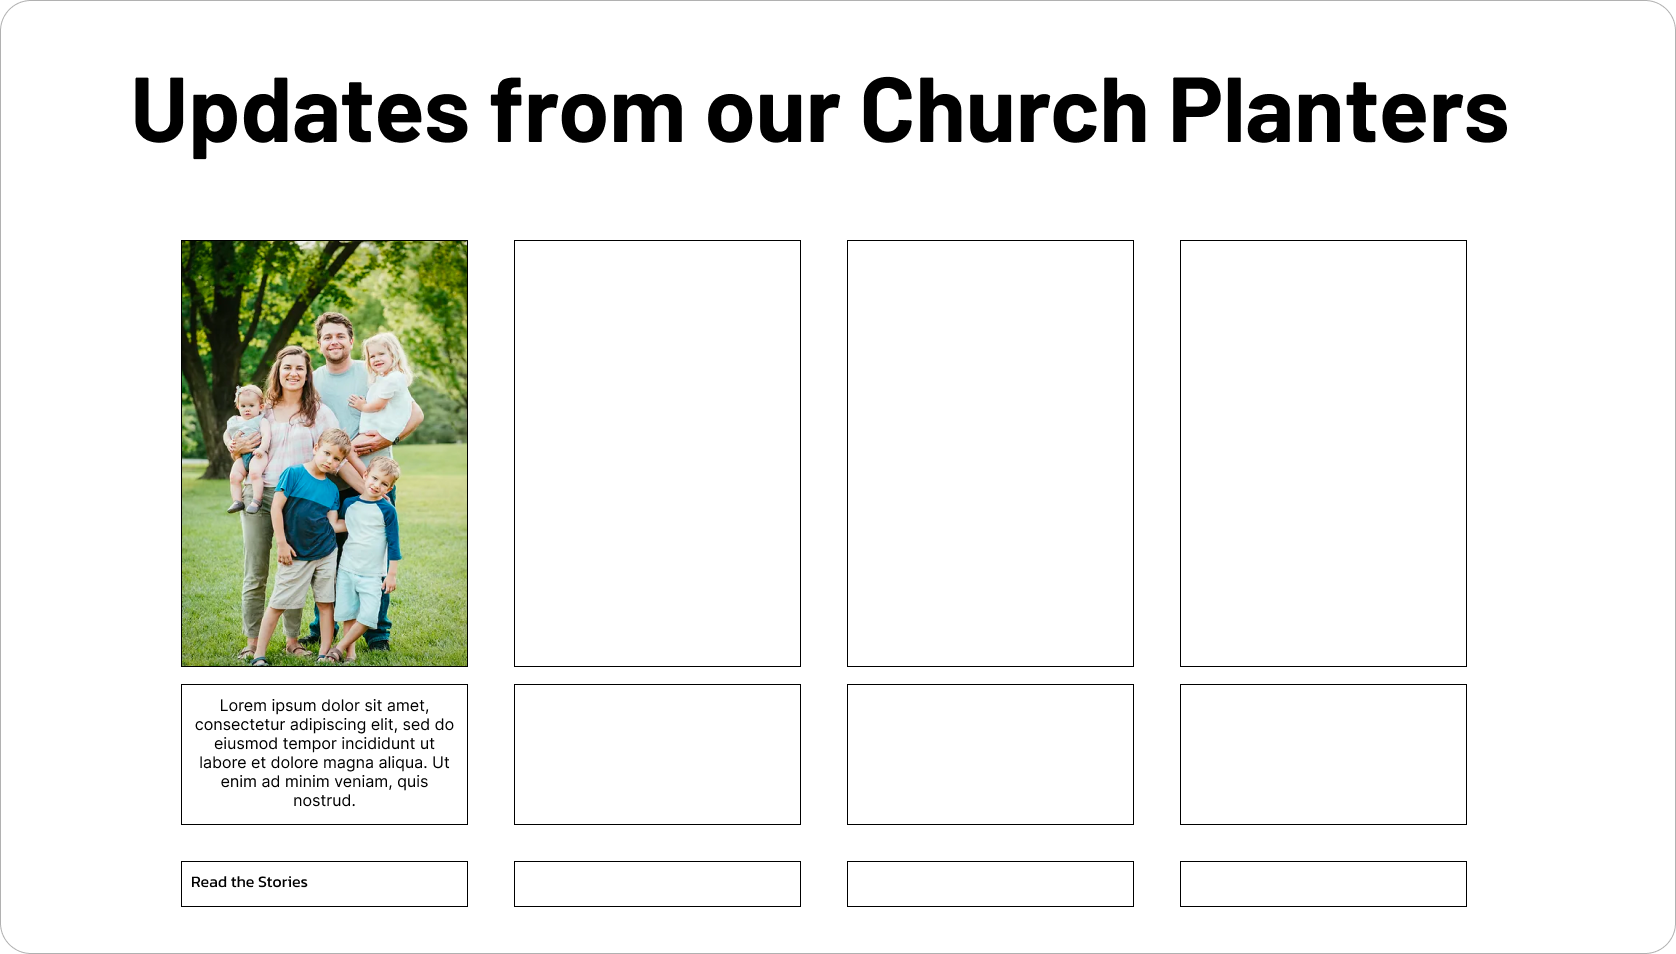 Updates from our Church Planters
Lorem ipsum dolor sit amet,
consectetur adipiscing elit, sed do
eiusmod tempor incididunt ut
labore et dolore magna aliqua. Ut
enim ad minim veniam, quis
nostrud.
Read the Stories